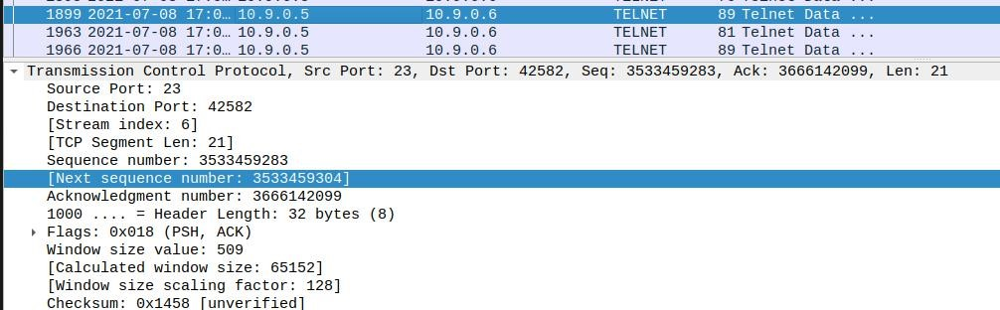 1899 2021-07-08 17:0… 10.9.0.5 10.9.0.6 TELNET 89 Telnet Data ...
1963 2021-07-08 17:0… 10.9.0.5 10.9.0.6 TELNET 81 Telnet Data ...
1966 2021-07-08 17:0… 10.9.0.5 10.9.0.6 TELNET 89 Telnet Data ...
Transmission Control Protocol, Src Port: 23, Dst Port: 42582, Seq: 3533459283, Ack: 3666142099, Len: 21
Source Port: 23
Destination Port: 42582
[Stream index: 6]
[TCP Segment Len: 21]
Sequence number: 3533459283
[Next sequence number: 3533459304]
Acknowledgment number: 3666142099
1000 .... = Header Length: 32 bytes (8)
Flags: 0x018 (PSH, ACK)
Window size value: 509
[Calculated window size: 65152]
[Window size scaling factor: 128]
Checksum: 0x1458 [unverified]